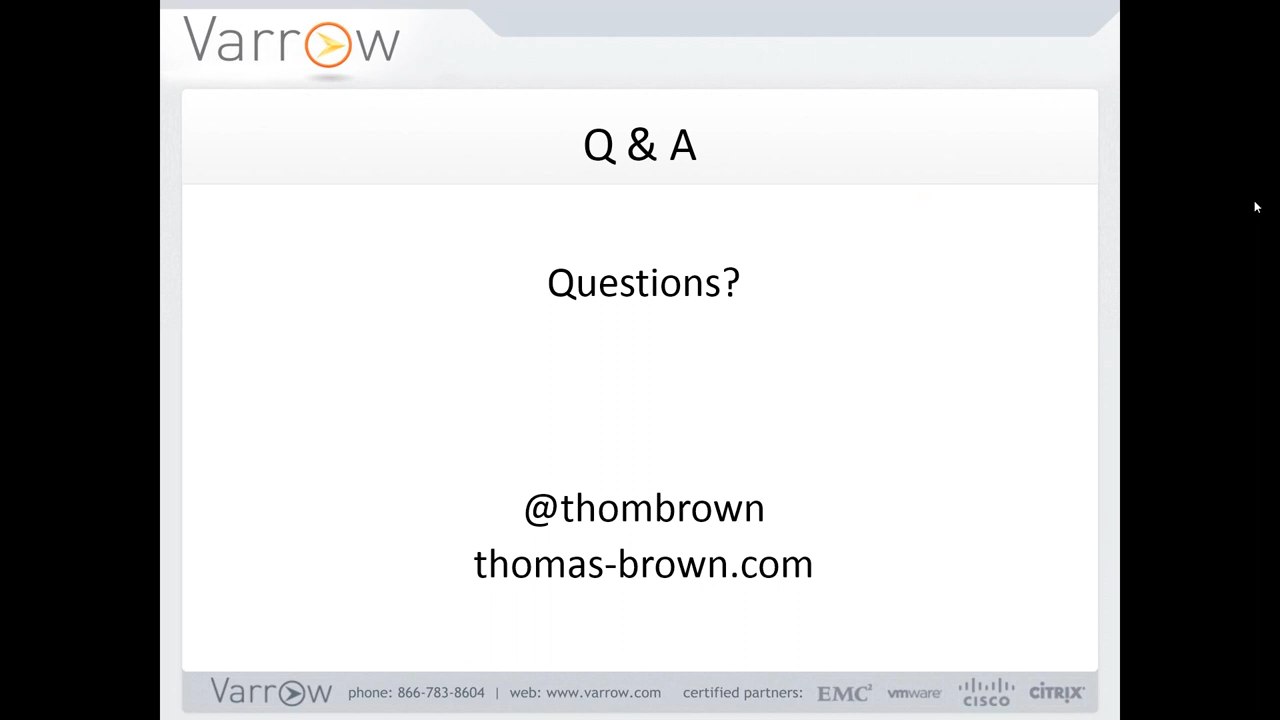 Varrow
Q & A
Questions?
@thombrown
thomas-brown.com
Varrow phone: 866-783-8604 | web: www.varrow.com certified partners: EMC² vmware CISCO CITRIX